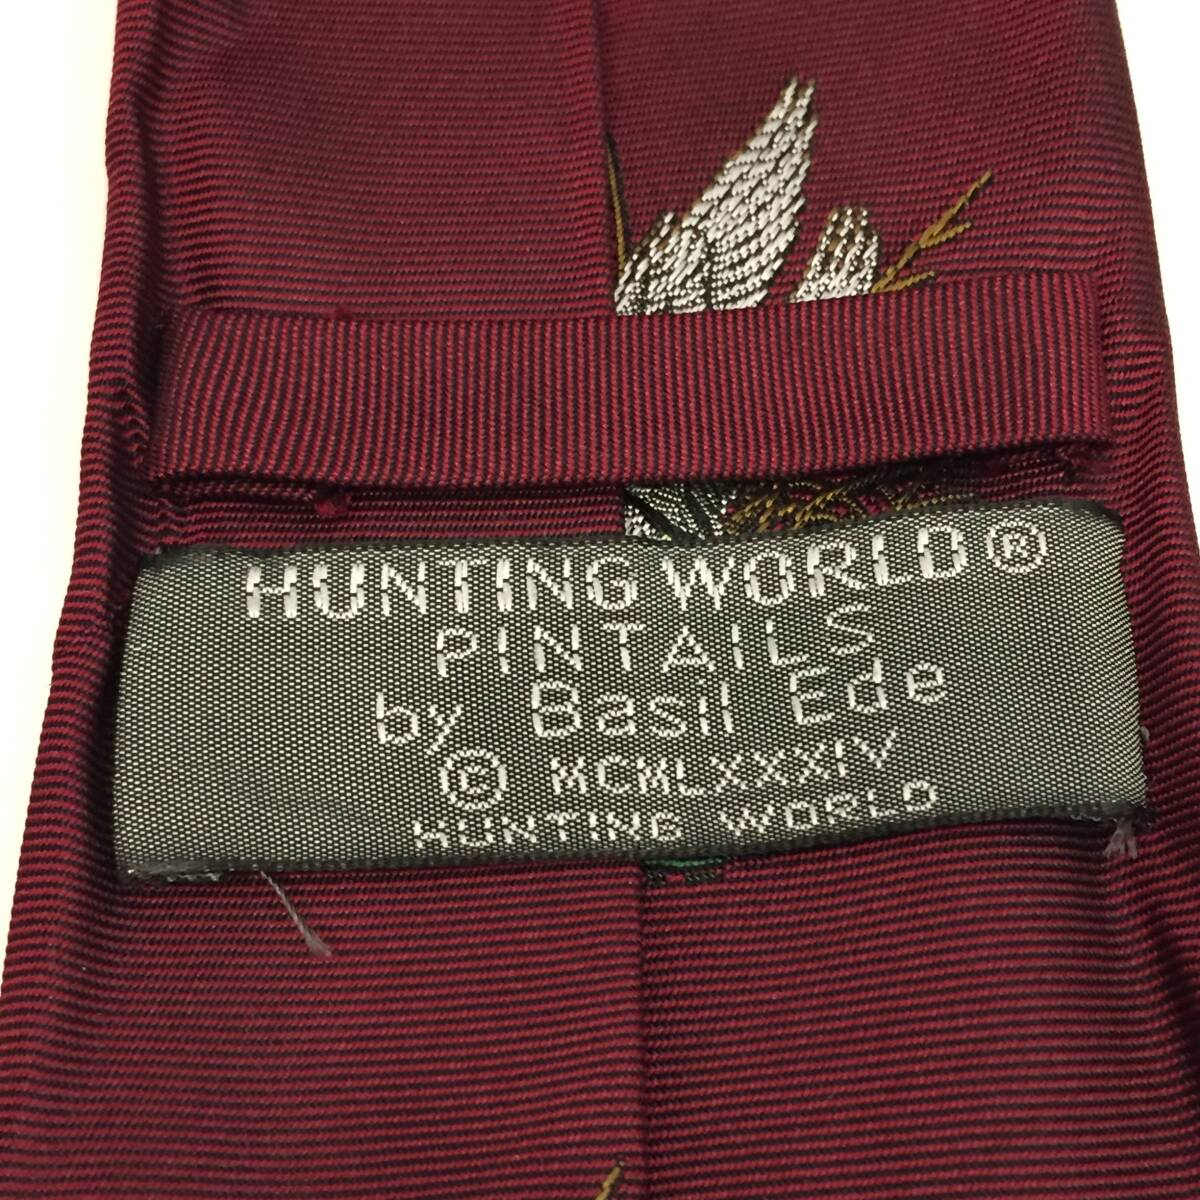 HUNTING WORLD®
PINTAILS
by Basil Ede
® MCMLXXXIV
HUNTING WORLD